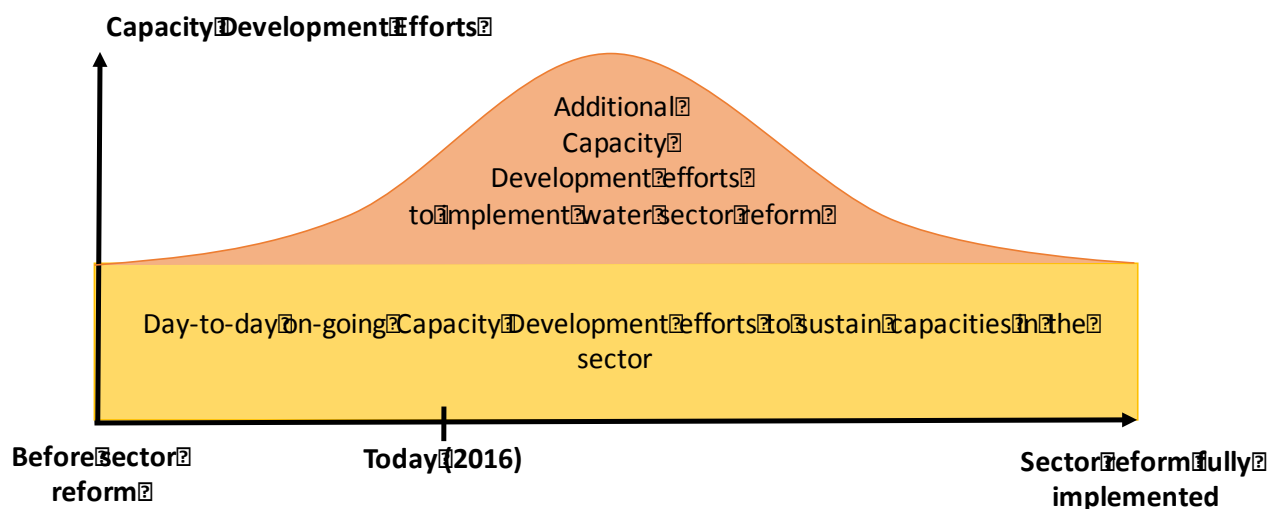 Capacity Development Efforts
Additional
Capacity
Development efforts
to implement water sector reform
Day-to-day on-going Capacity Development efforts to sustain capacities in the
sector
Before sector
reform
Today (2016)
Sector reform fully
implemented